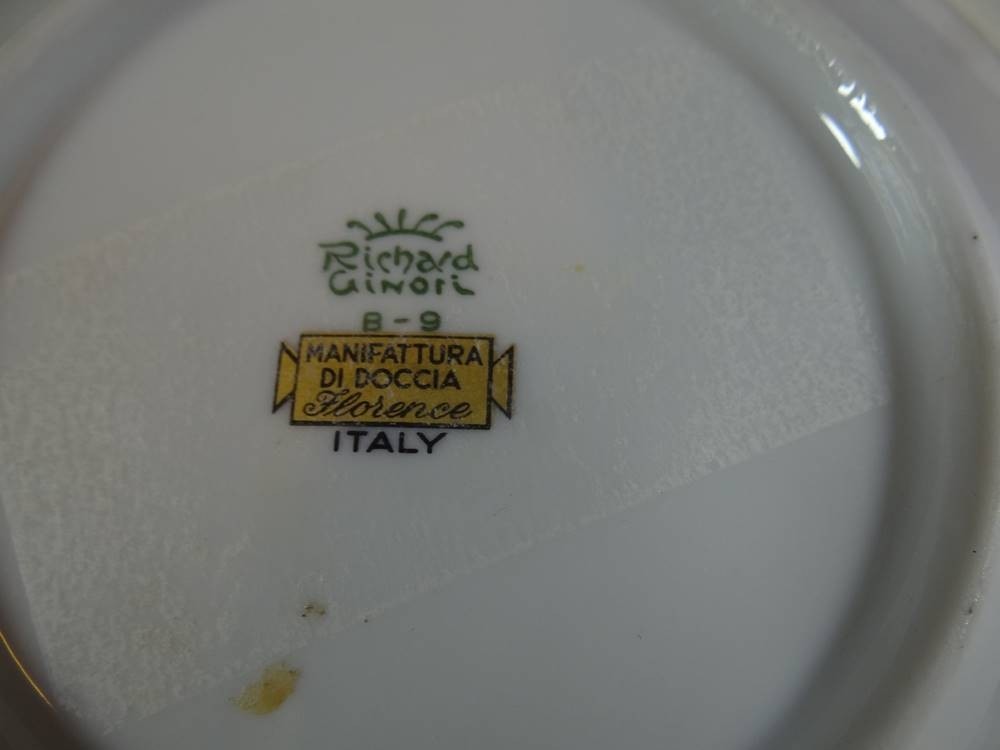 Richard
Ginori
B-9
MANIFATTURA
DI DOCCIA
Florence
ITALY